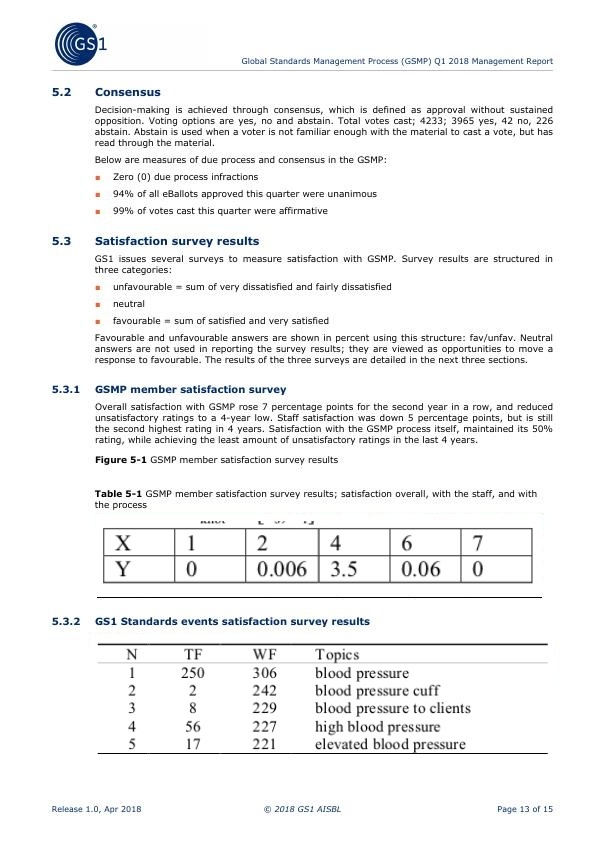 GS1
Global Standards Management Process (GSMP) Q1 2018 Management Report
5.2 Consensus
Decision-making is achieved through consensus, which is defined as approval without sustained
opposition. Voting options are yes, no and abstain. Total votes cast; 4233; 3965 yes, 42 no, 226
abstain. Abstain is used when a voter is not familiar enough with the material to cast a vote, but has
read through the material.
Below are measures of due process and consensus in the GSMP:
▪ Zero (0) due process infractions
▪ 94% of all eBallots approved this quarter were unanimous
▪ 99% of votes cast this quarter were affirmative
5.3 Satisfaction survey results
GS1 issues several surveys to measure satisfaction with GSMP. Survey results are structured in
three categories:
▪ unfavourable = sum of very dissatisfied and fairly dissatisfied
▪ neutral
▪ favourable = sum of satisfied and very satisfied
Favourable and unfavourable answers are shown in percent using this structure: fav/unfav. Neutral
answers are not used in reporting the survey results; they are viewed as opportunities to move a
response to favourable. The results of the three surveys are detailed in the next three sections.
5.3.1 GSMP member satisfaction survey
Overall satisfaction with GSMP rose 7 percentage points for the second year in a row, and reduced
unsatisfactory ratings to a 4-year low. Staff satisfaction was down 5 percentage points, but is still
the second highest rating in 4 years. Satisfaction with the GSMP process itself, maintained its 50%
rating, while achieving the least amount of unsatisfactory ratings in the last 4 years.
Figure 5-1 GSMP member satisfaction survey results
Table 5-1 GSMP member satisfaction survey results; satisfaction overall, with the staff, and with
the process
X 1 2 4 6 7
Y 0 0.006 3.5 0.06 0
5.3.2 GS1 Standards events satisfaction survey results
N TF WF Topics
1 250 306 blood pressure
2 2 242 blood pressure cuff
3 8 229 blood pressure to clients
4 56 227 high blood pressure
5 17 221 elevated blood pressure
Release 1.0, Apr 2018 © 2018 GS1 AISBL Page 13 of 15